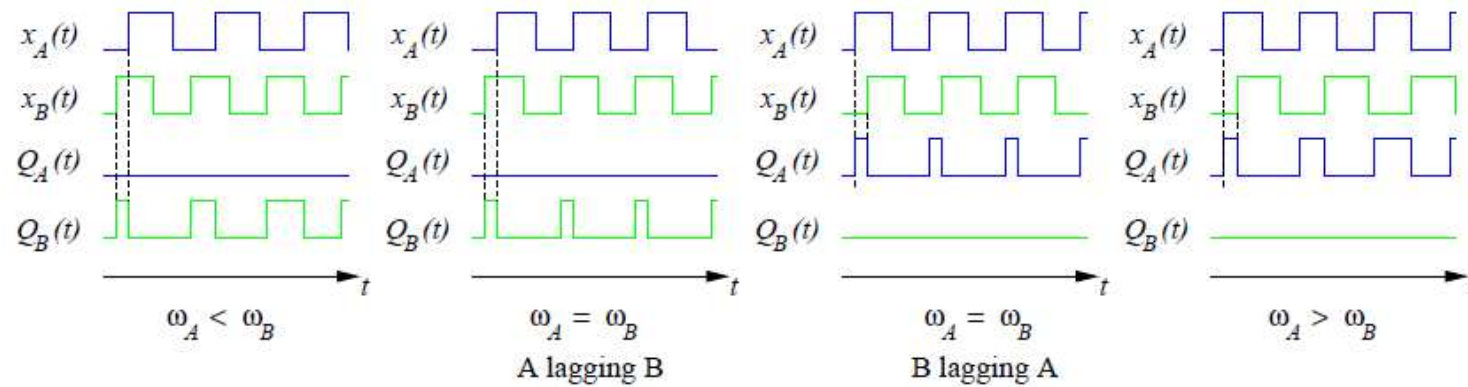 x_A(t) x_A(t) x_A(t) x_A(t)
x_B(t) x_B(t) x_B(t) x_B(t)
Q_A(t) Q_A(t) Q_A(t) Q_A(t)
Q_B(t) Q_B(t) Q_B(t) Q_B(t)
t t t
ω_A < ω_B ω_A = ω_B ω_A = ω_B ω_A > ω_B
A lagging B B lagging A